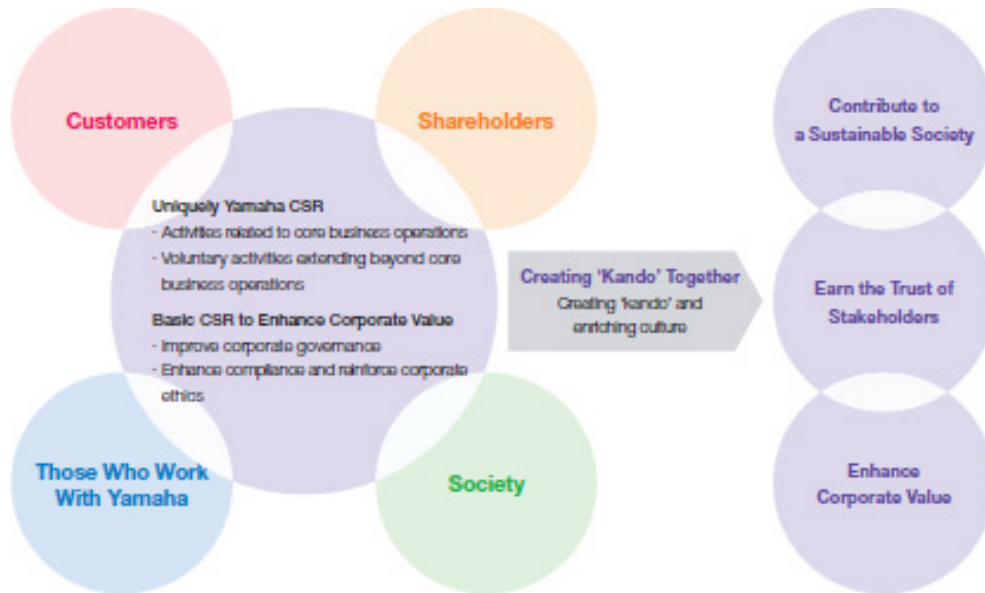 Customers
Shareholders
Uniquely Yamaha CSR
- Activities related to core business operations
- Voluntary activities extending beyond core
business operations
Basic CSR to Enhance Corporate Value
- Improve corporate governance
- Enhance compliance and reinforce corporate
ethics
Those Who Work
With Yamaha
Society
Creating 'Kando' Together
Creating 'kando' and
enriching culture
Contribute to
a Sustainable Society
Earn the Trust of
Stakeholders
Enhance
Corporate Value